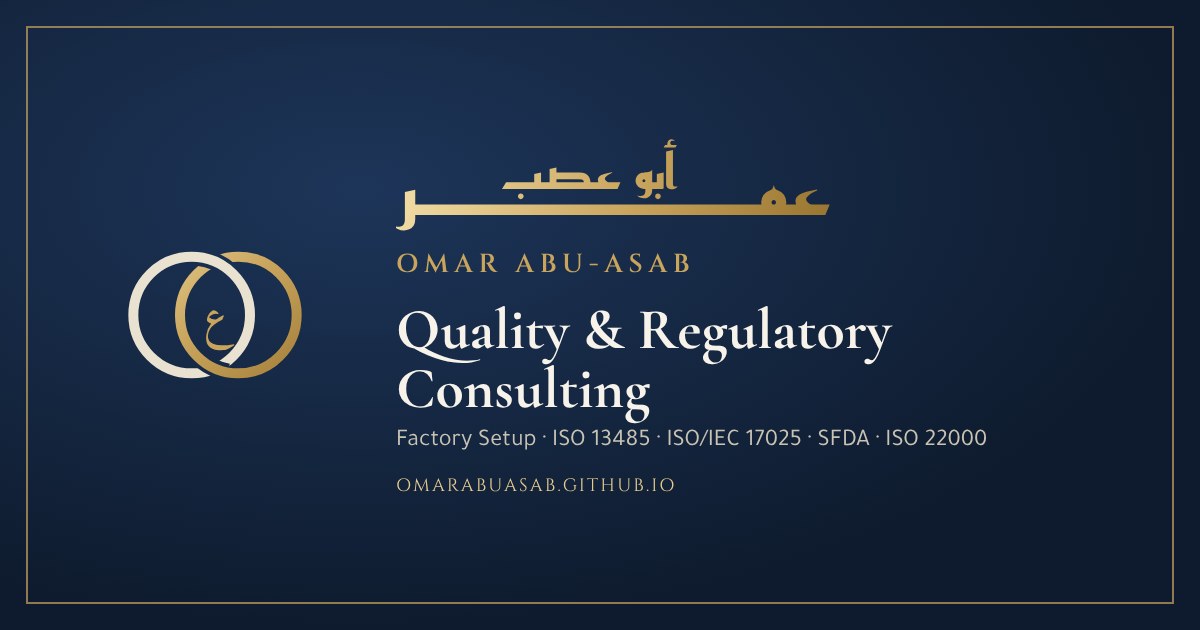 أبو عصب
عمر
OMAR ABU-ASAB
ع
Quality & Regulatory
Consulting
Factory Setup · ISO 13485 · ISO/IEC 17025 · SFDA · ISO 22000
OMARABUASAB.GITHUB.IO